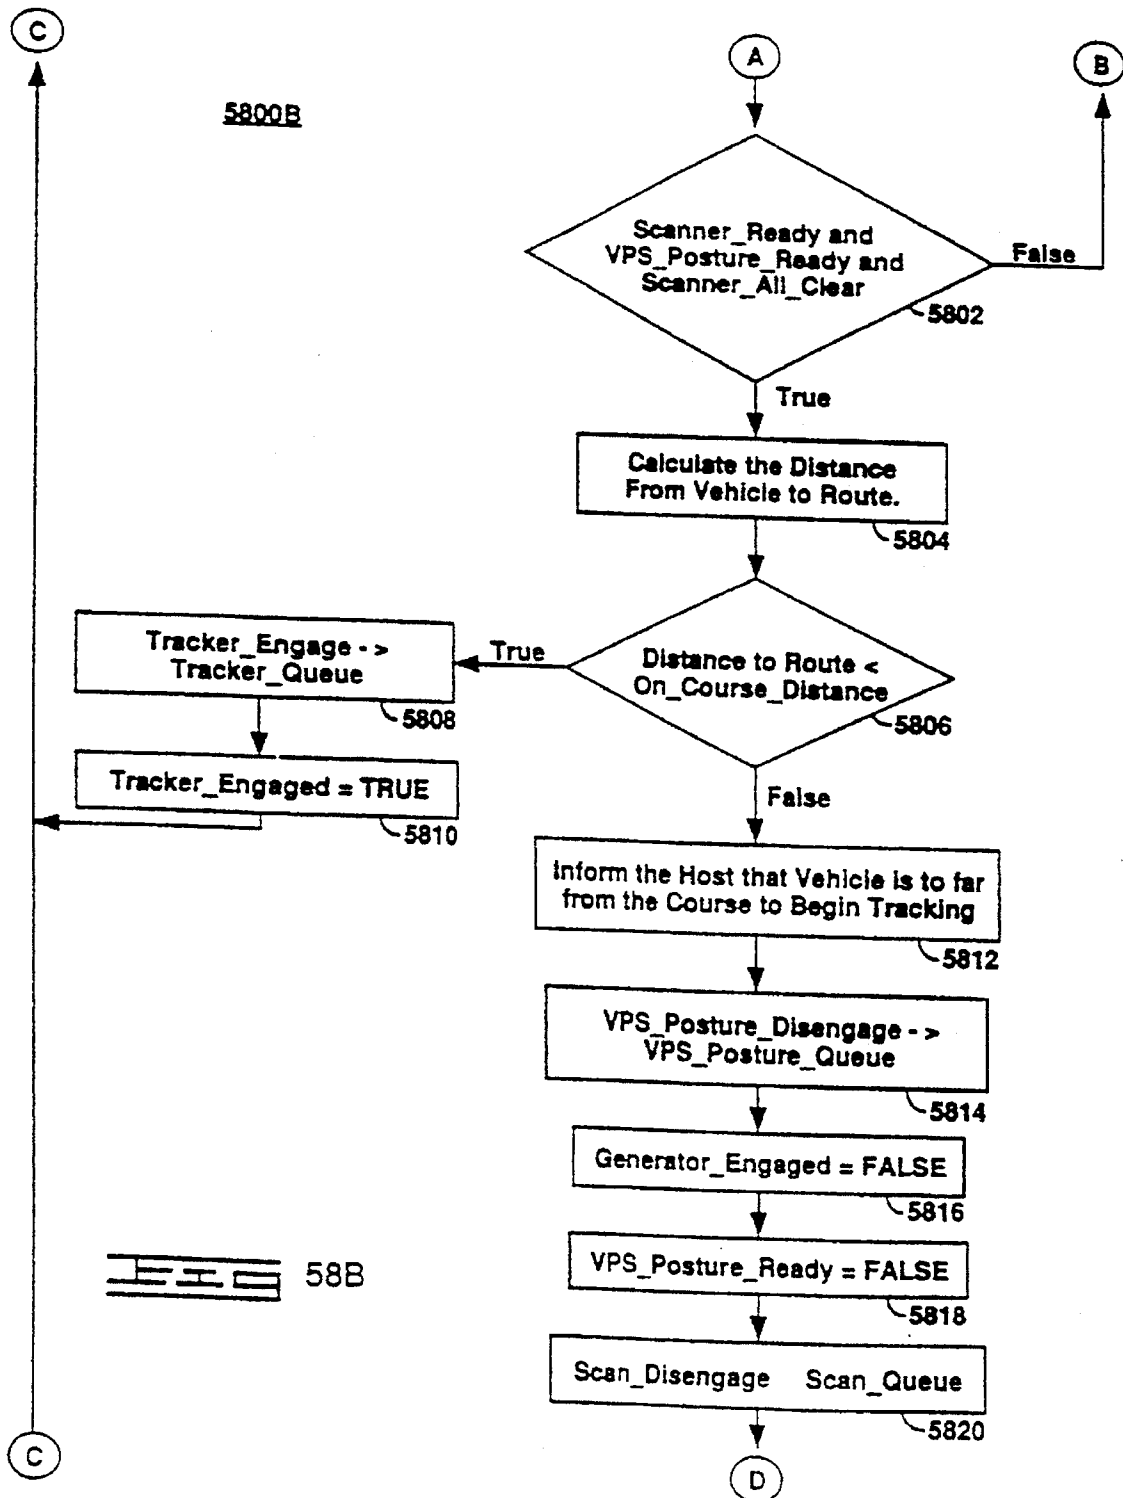 C
A
B
5800B
Scanner_Ready and
VPS_Posture_Ready and
Scanner_All_Clear
False
5802
True
Calculate the Distance
From Vehicle to Route.
5804
Distance to Route <
On_Course_Distance
5806
True
Tracker_Engage - >
Tracker_Queue
5808
Tracker_Engaged = TRUE
5810
False
Inform the Host that Vehicle is to far
from the Course to Begin Tracking
5812
VPS_Posture_Disengage - >
VPS_Posture_Queue
5814
Generator_Engaged = FALSE
5816
VPS_Posture_Ready = FALSE
5818
58B
Scan_Disengage Scan_Queue
5820
C
D